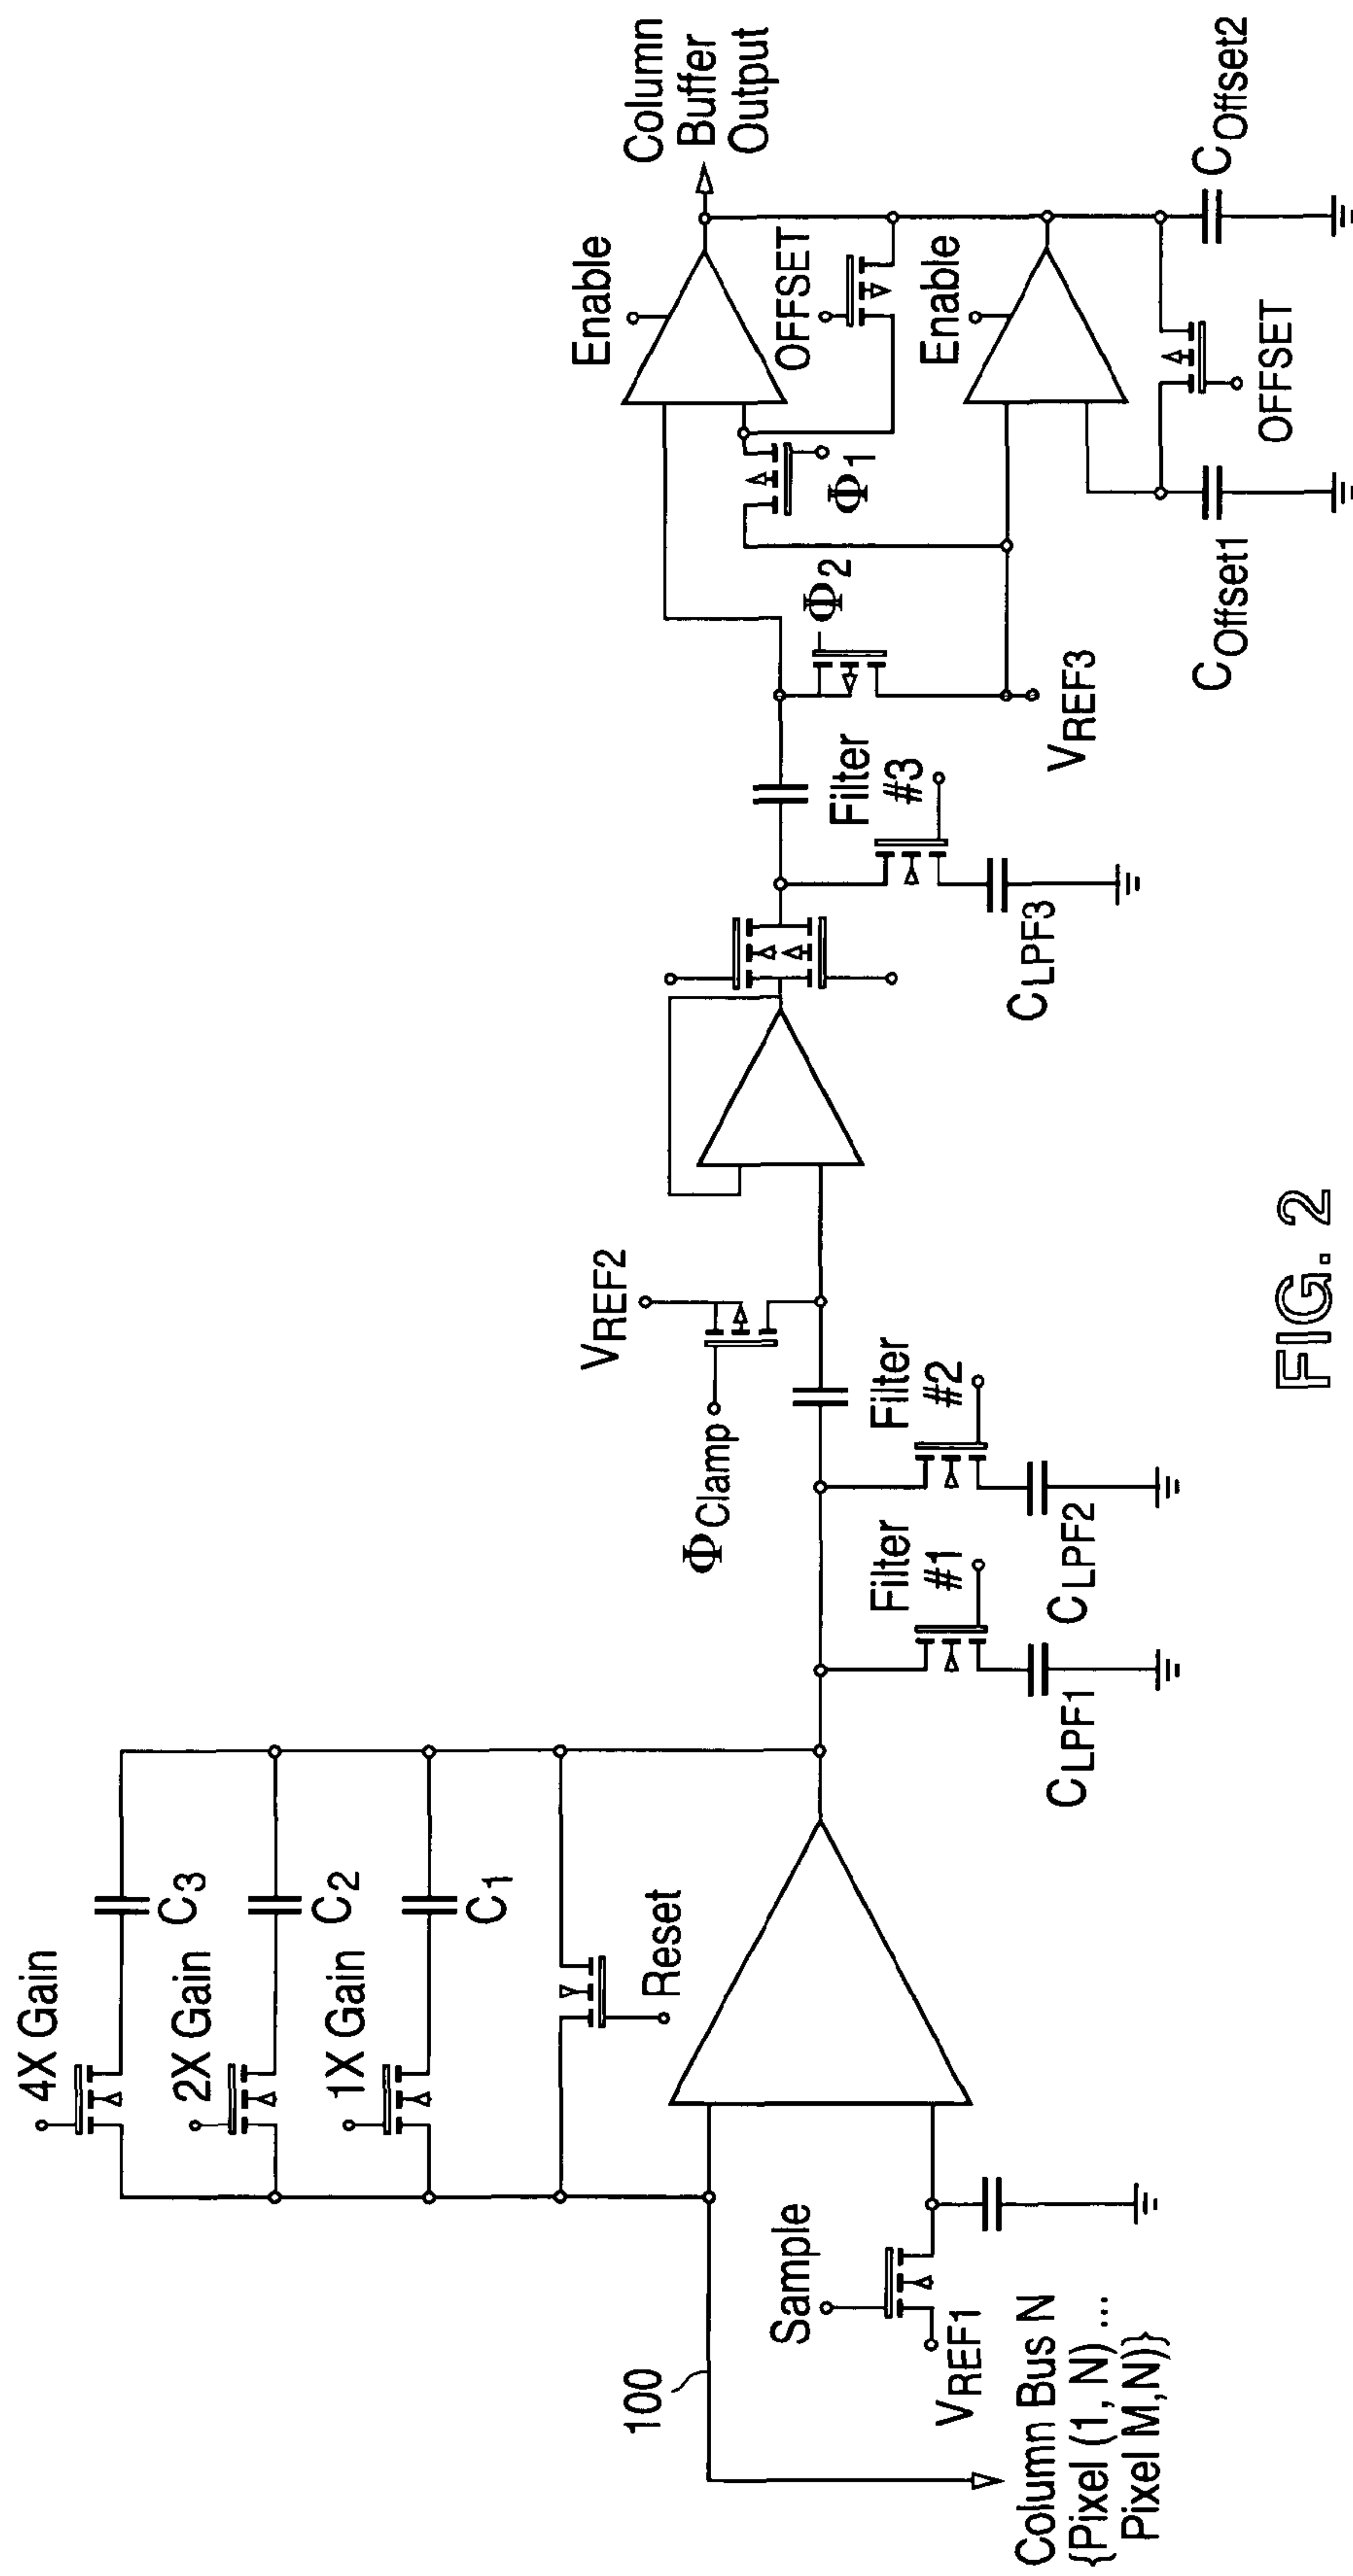 4X Gain
C3
2X Gain
C2
1X Gain
C1
Reset
100
Sample
VREF1
Column Bus N
{Pixel (1, N) ...
Pixel M,N)}
Filter
#1
CLPF1
Filter
#2
CLPF2
ΦClamp
VREF2
Filter
#3
CLPF3
Φ2
VREF3
Φ1
Enable
OFFSET
Enable
OFFSET
COffset1
COffset2
Column
Buffer
Output
FIG. 2